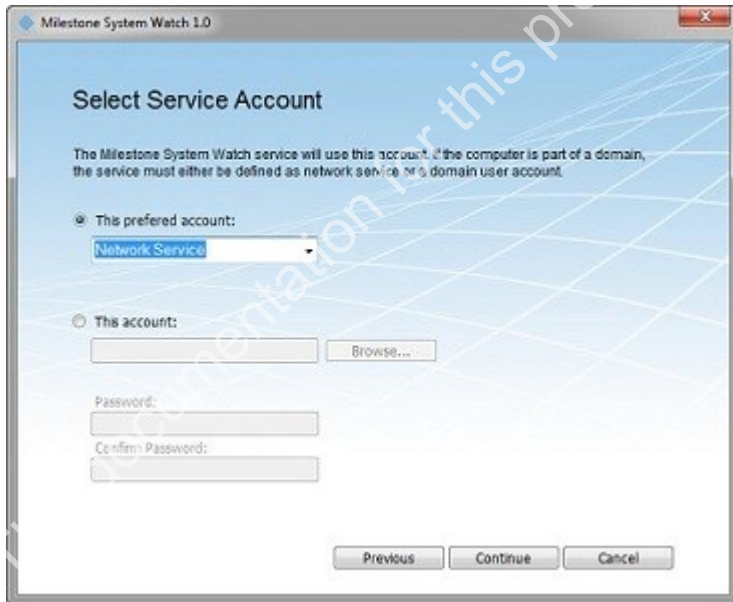 Milestone System Watch 1.0
Select Service Account
The Milestone System Watch service will use this account. If the computer is part of a domain,
the service must either be defined as network service or a domain user account.
This prefered account:
Network Service
This account:
Browse...
Password:
Confirm Password:
Previous Continue Cancel